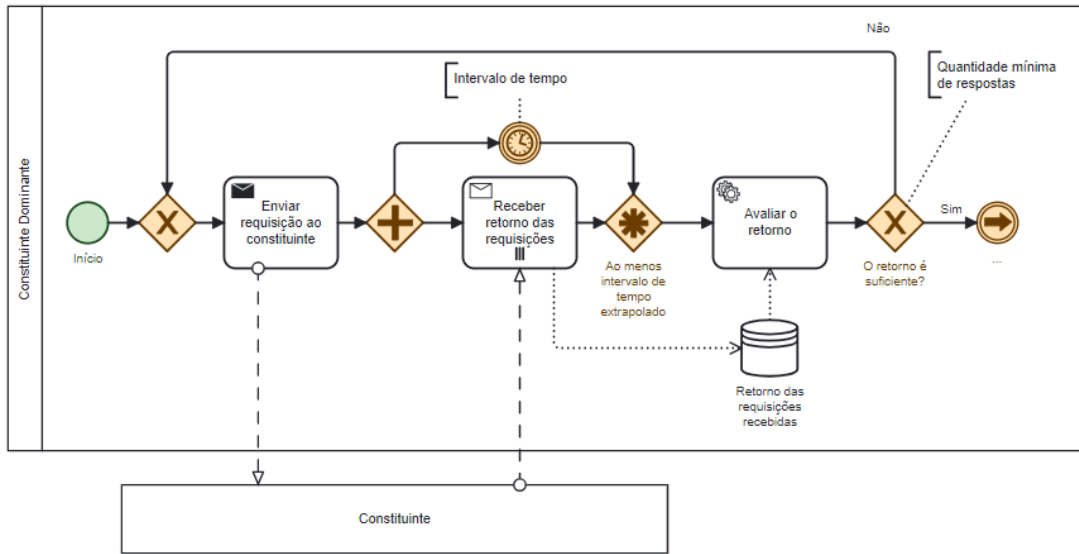 Não
Intervalo de tempo
Quantidade mínima
de respostas
Constituinte Dominante
Enviar
requisição ao
constituinte
Receber
retorno das
requisições
Avaliar o
retorno
Sim
Início
Ao menos
intervalo de
tempo
extrapolado
O retorno é
suficiente?
...
Retorno das
requisições
recebidas
Constituinte